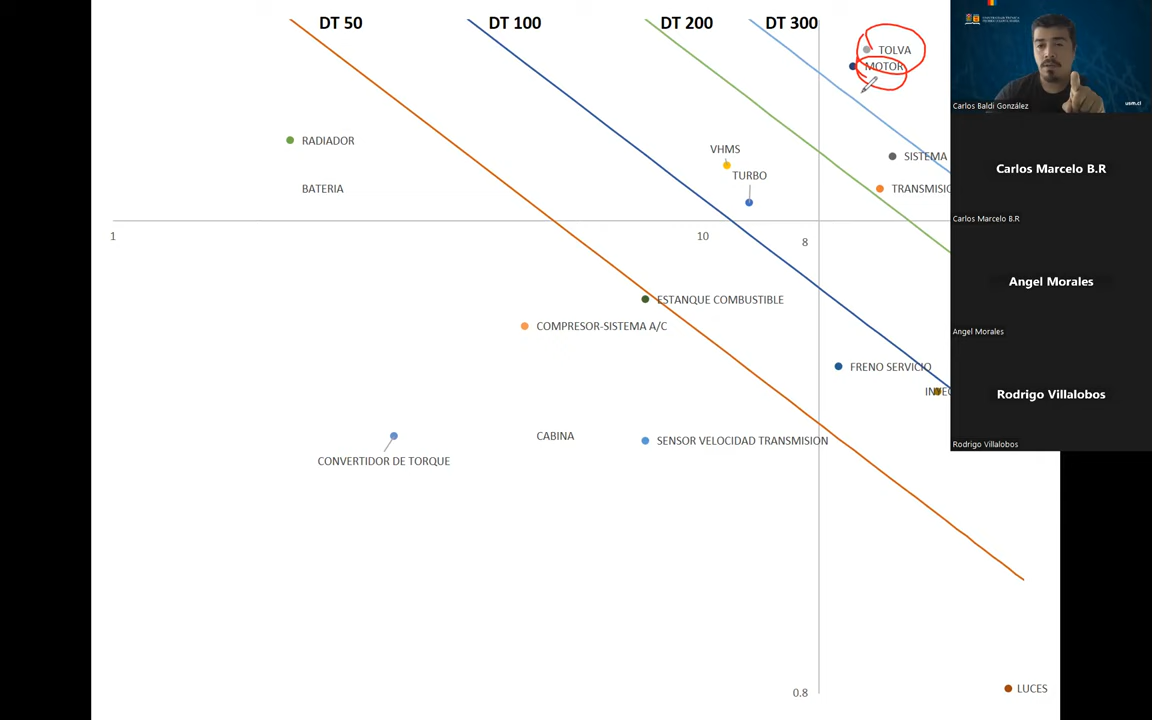 DT 50
DT 100
DT 200
DT 300
TOLVA
MOTOR
RADIADOR
VHMS
SISTEMA
TURBO
BATERIA
1
10
8
ESTANQUE COMBUSTIBLE
COMPRESOR-SISTEMA A/C
FRENO SERVICIO
CABINA
SENSOR VELOCIDAD TRANSMISION
CONVERTIDOR DE TORQUE
0.8
LUCES
usm.cl
Carlos Baldi González
Carlos Marcelo B.R
Carlos Marcelo B.R
Angel Morales
Angel Morales
Rodrigo Villalobos
Rodrigo Villalobos